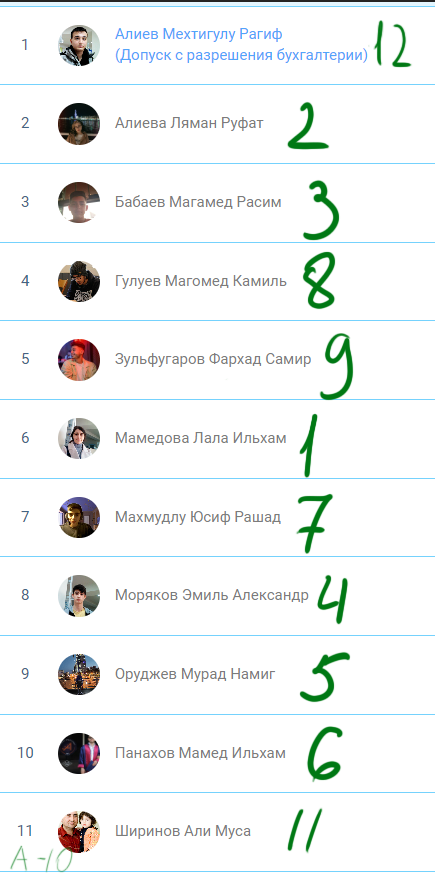 1 Алиев Мехтигулу Рагиф
(Допуск с разрешения бухгалтерии) 12
2 Алиева Ляман Руфат 2
3 Бабаев Магамед Расим 3
4 Гулуев Магомед Камиль 8
5 Зульфугаров Фархад Самир 9
6 Мамедова Лала Ильхам 1
7 Махмудлу Юсиф Рашад 7
8 Моряков Эмиль Александр 4
9 Оруджев Мурад Намиг 5
10 Панахов Мамед Ильхам 6
11 Ширинов Али Муса 11
А-10